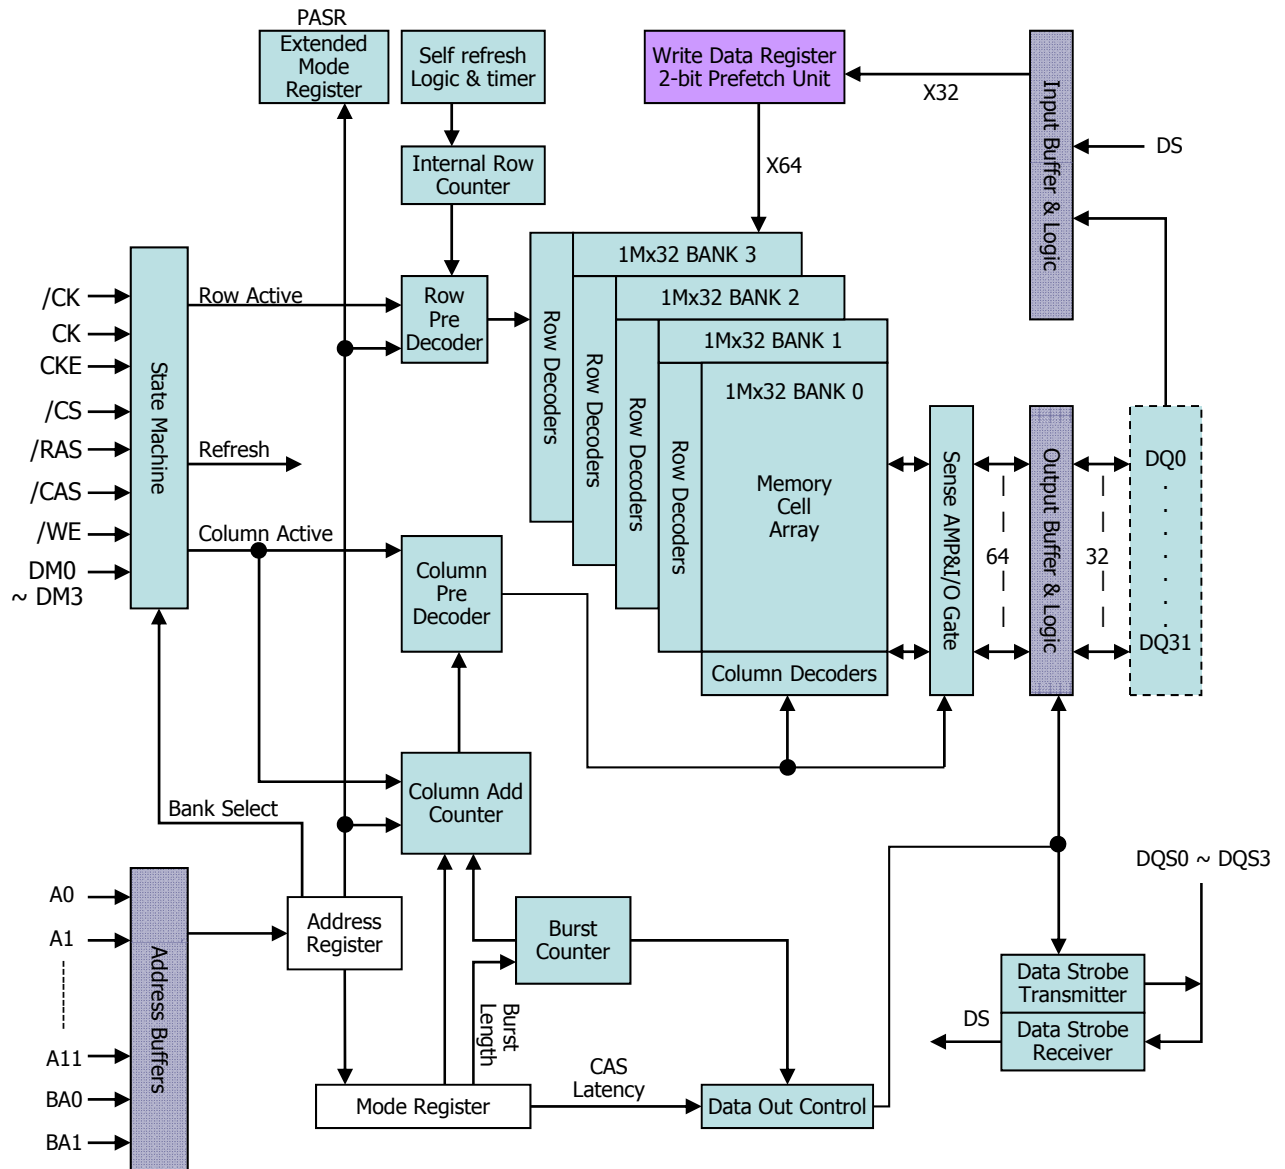 PASR
Extended
Mode
Register
Self refresh
Logic & timer
Write Data Register
2-bit Prefetch Unit
X32
Input Buffer & Logic
DS
Internal Row
Counter
X64
/CK
CK
CKE
/CS
/RAS
/CAS
/WE
DM0
~ DM3
State Machine
Row Active
Refresh
Column Active
Row
Pre
Decoder
Row Decoders
Row Decoders
Row Decoders
Row Decoders
1Mx32 BANK 3
1Mx32 BANK 2
1Mx32 BANK 1
1Mx32 BANK 0
Memory
Cell
Array
Sense AMP&I/O Gate
64
Output Buffer & Logic
32
DQ0
.
.
.
.
.
.
.
DQ31
Column
Pre
Decoder
Column Decoders
Column Add
Counter
Bank Select
A0
A1
A11
BA0
BA1
Address Buffers
Address
Register
Burst
Counter
Burst
Length
Mode Register
CAS
Latency
Data Out Control
DQS0 ~ DQS3
Data Strobe
Transmitter
DS
Data Strobe
Receiver